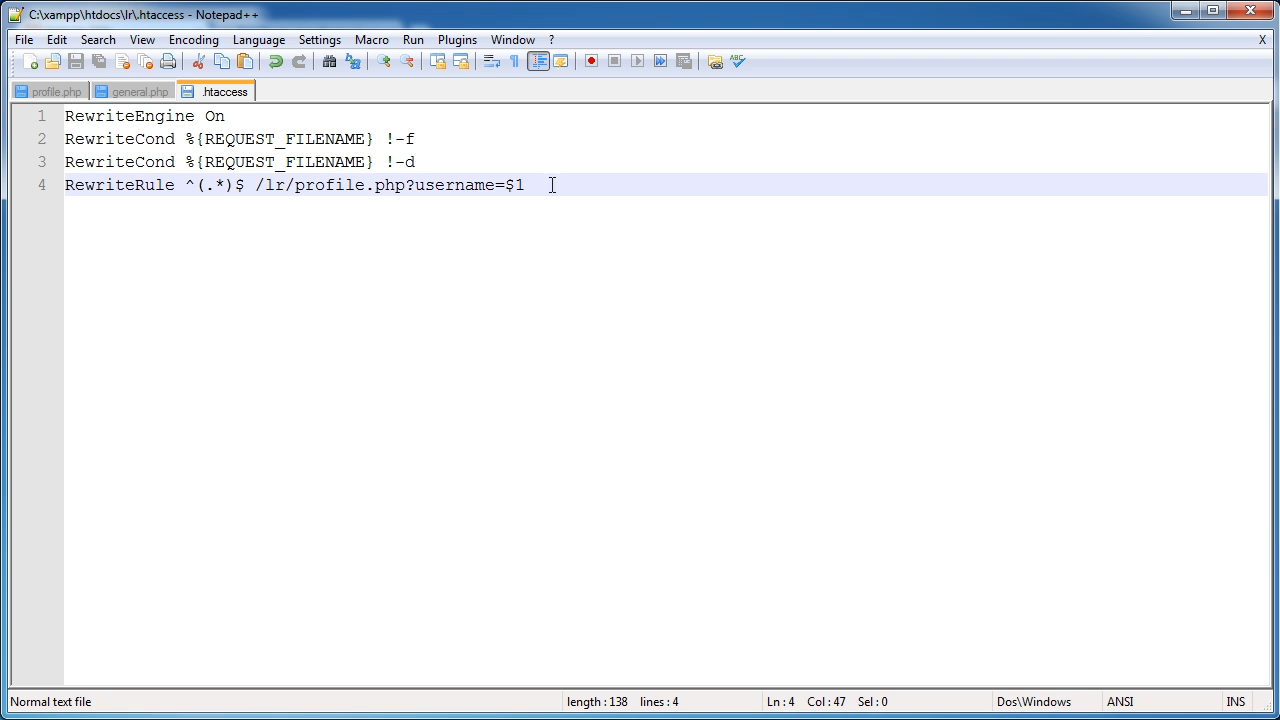 C:\xampp\htdocs\lr\.htaccess - Notepad++
File Edit Search View Encoding Language Settings Macro Run Plugins Window ? X
profile.php general.php .htaccess
1 RewriteEngine On
2 RewriteCond %{REQUEST_FILENAME} !-f
3 RewriteCond %{REQUEST_FILENAME} !-d
4 RewriteRule ^(.*)$ /lr/profile.php?username=$1
Normal text file length : 138 lines : 4 Ln : 4 Col : 47 Sel : 0 Dos\Windows ANSI INS